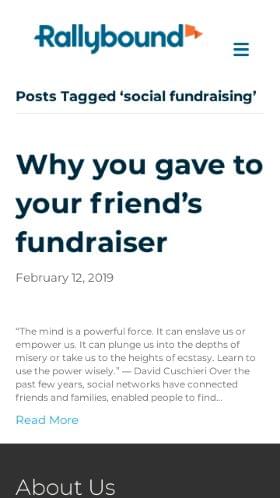 Rallybound
Posts Tagged ‘social fundraising’
Why you gave to
your friend’s
fundraiser
February 12, 2019
“The mind is a powerful force. It can enslave us or
empower us. It can plunge us into the depths of
misery or take us to the heights of ecstasy. Learn to
use the power wisely.” — David Cuschieri Over the
past few years, social networks have connected
friends and families, enabled people to find...
Read More
About Us